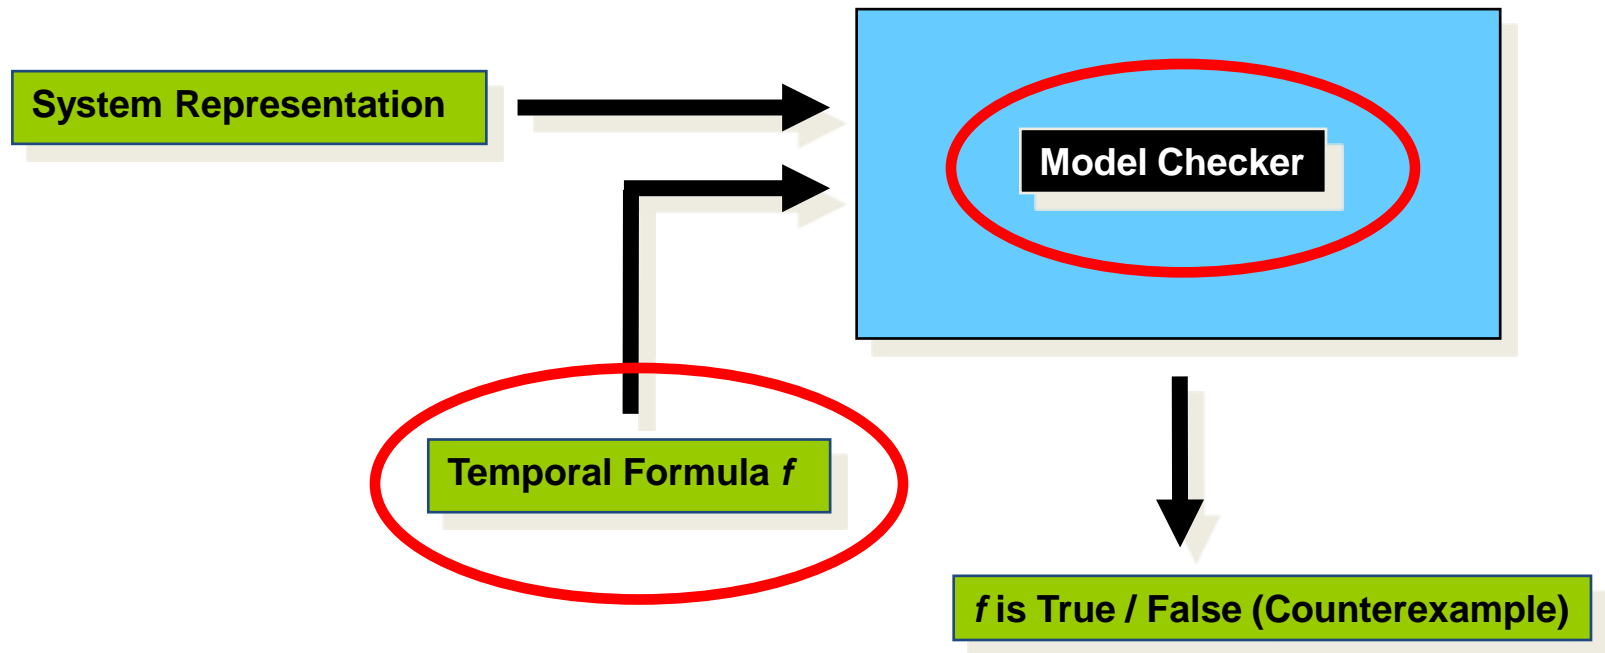 System Representation
Model Checker
Temporal Formula f
f is True / False (Counterexample)